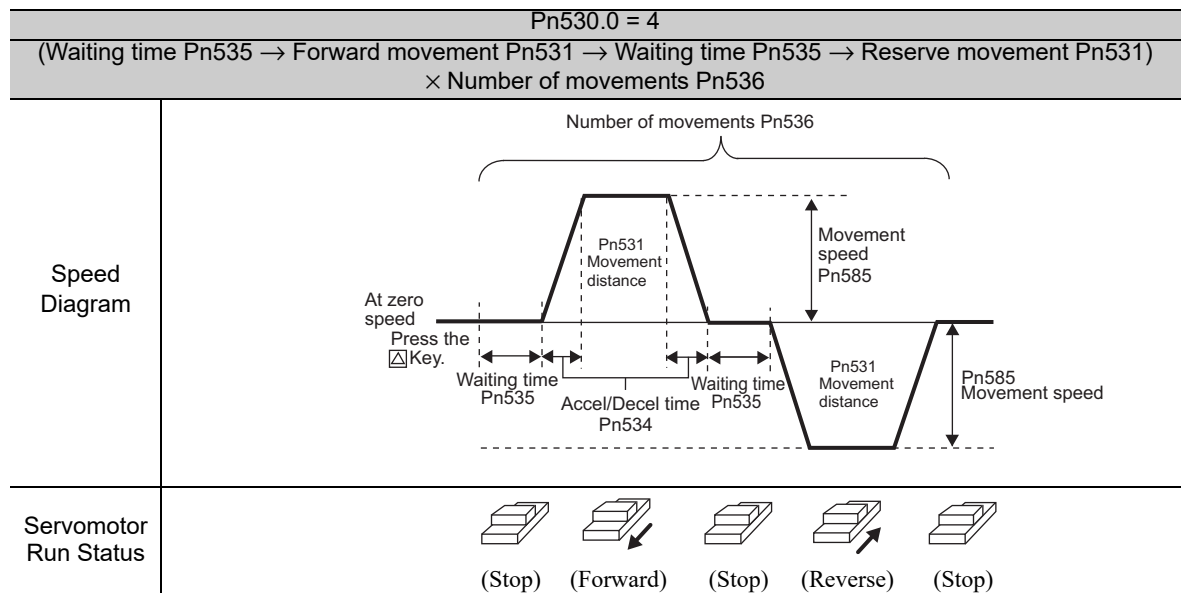 Pn530.0 = 4
(Waiting time Pn535 → Forward movement Pn531 → Waiting time Pn535 → Reserve movement Pn531)
× Number of movements Pn536
Speed
Diagram
Number of movements Pn536
Pn531
Movement
distance
Movement
speed
Pn585
At zero
speed
Press the
△ Key.
Waiting time
Pn535
Accel/Decel time
Pn534
Waiting time
Pn535
Pn531
Movement
distance
Pn585
Movement speed
Servomotor
Run Status
(Stop) (Forward) (Stop) (Reverse) (Stop)